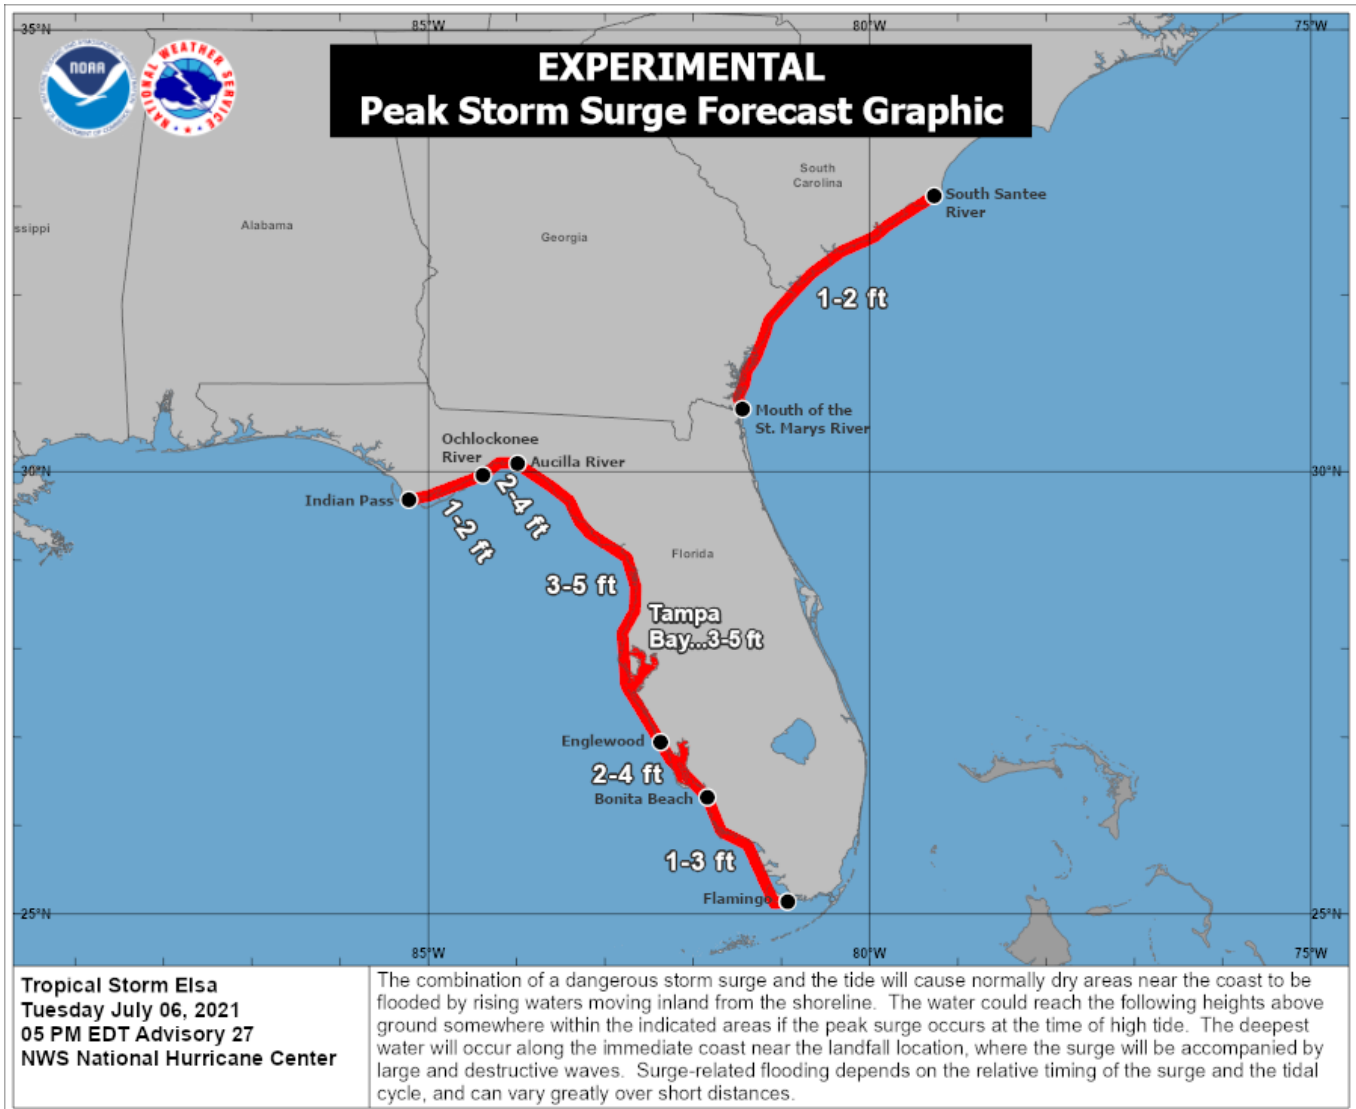 35°N
85°W
80°W
75°W
35°N
NOAA
NATIONAL WEATHER SERVICE
EXPERIMENTAL
Peak Storm Surge Forecast Graphic
South
Carolina
South Santee
River
ssippi
Alabama
Georgia
1-2 ft
Mouth of the
St. Marys River
Ochlockonee
River
Aucilla River
30°N
30°N
Indian Pass
1-2 ft
2-4 ft
Florida
3-5 ft
Tampa
Bay...3-5 ft
Englewood
2-4 ft
Bonita Beach
1-3 ft
Flamingo
25°N
25°N
85°W
80°W
75°W
Tropical Storm Elsa
Tuesday July 06, 2021
05 PM EDT Advisory 27
NWS National Hurricane Center
The combination of a dangerous storm surge and the tide will cause normally dry areas near the coast to be
flooded by rising waters moving inland from the shoreline.  The water could reach the following heights above
ground somewhere within the indicated areas if the peak surge occurs at the time of high tide.  The deepest
water will occur along the immediate coast near the landfall location, where the surge will be accompanied by
large and destructive waves.  Surge-related flooding depends on the relative timing of the surge and the tidal
cycle, and can vary greatly over short distances.